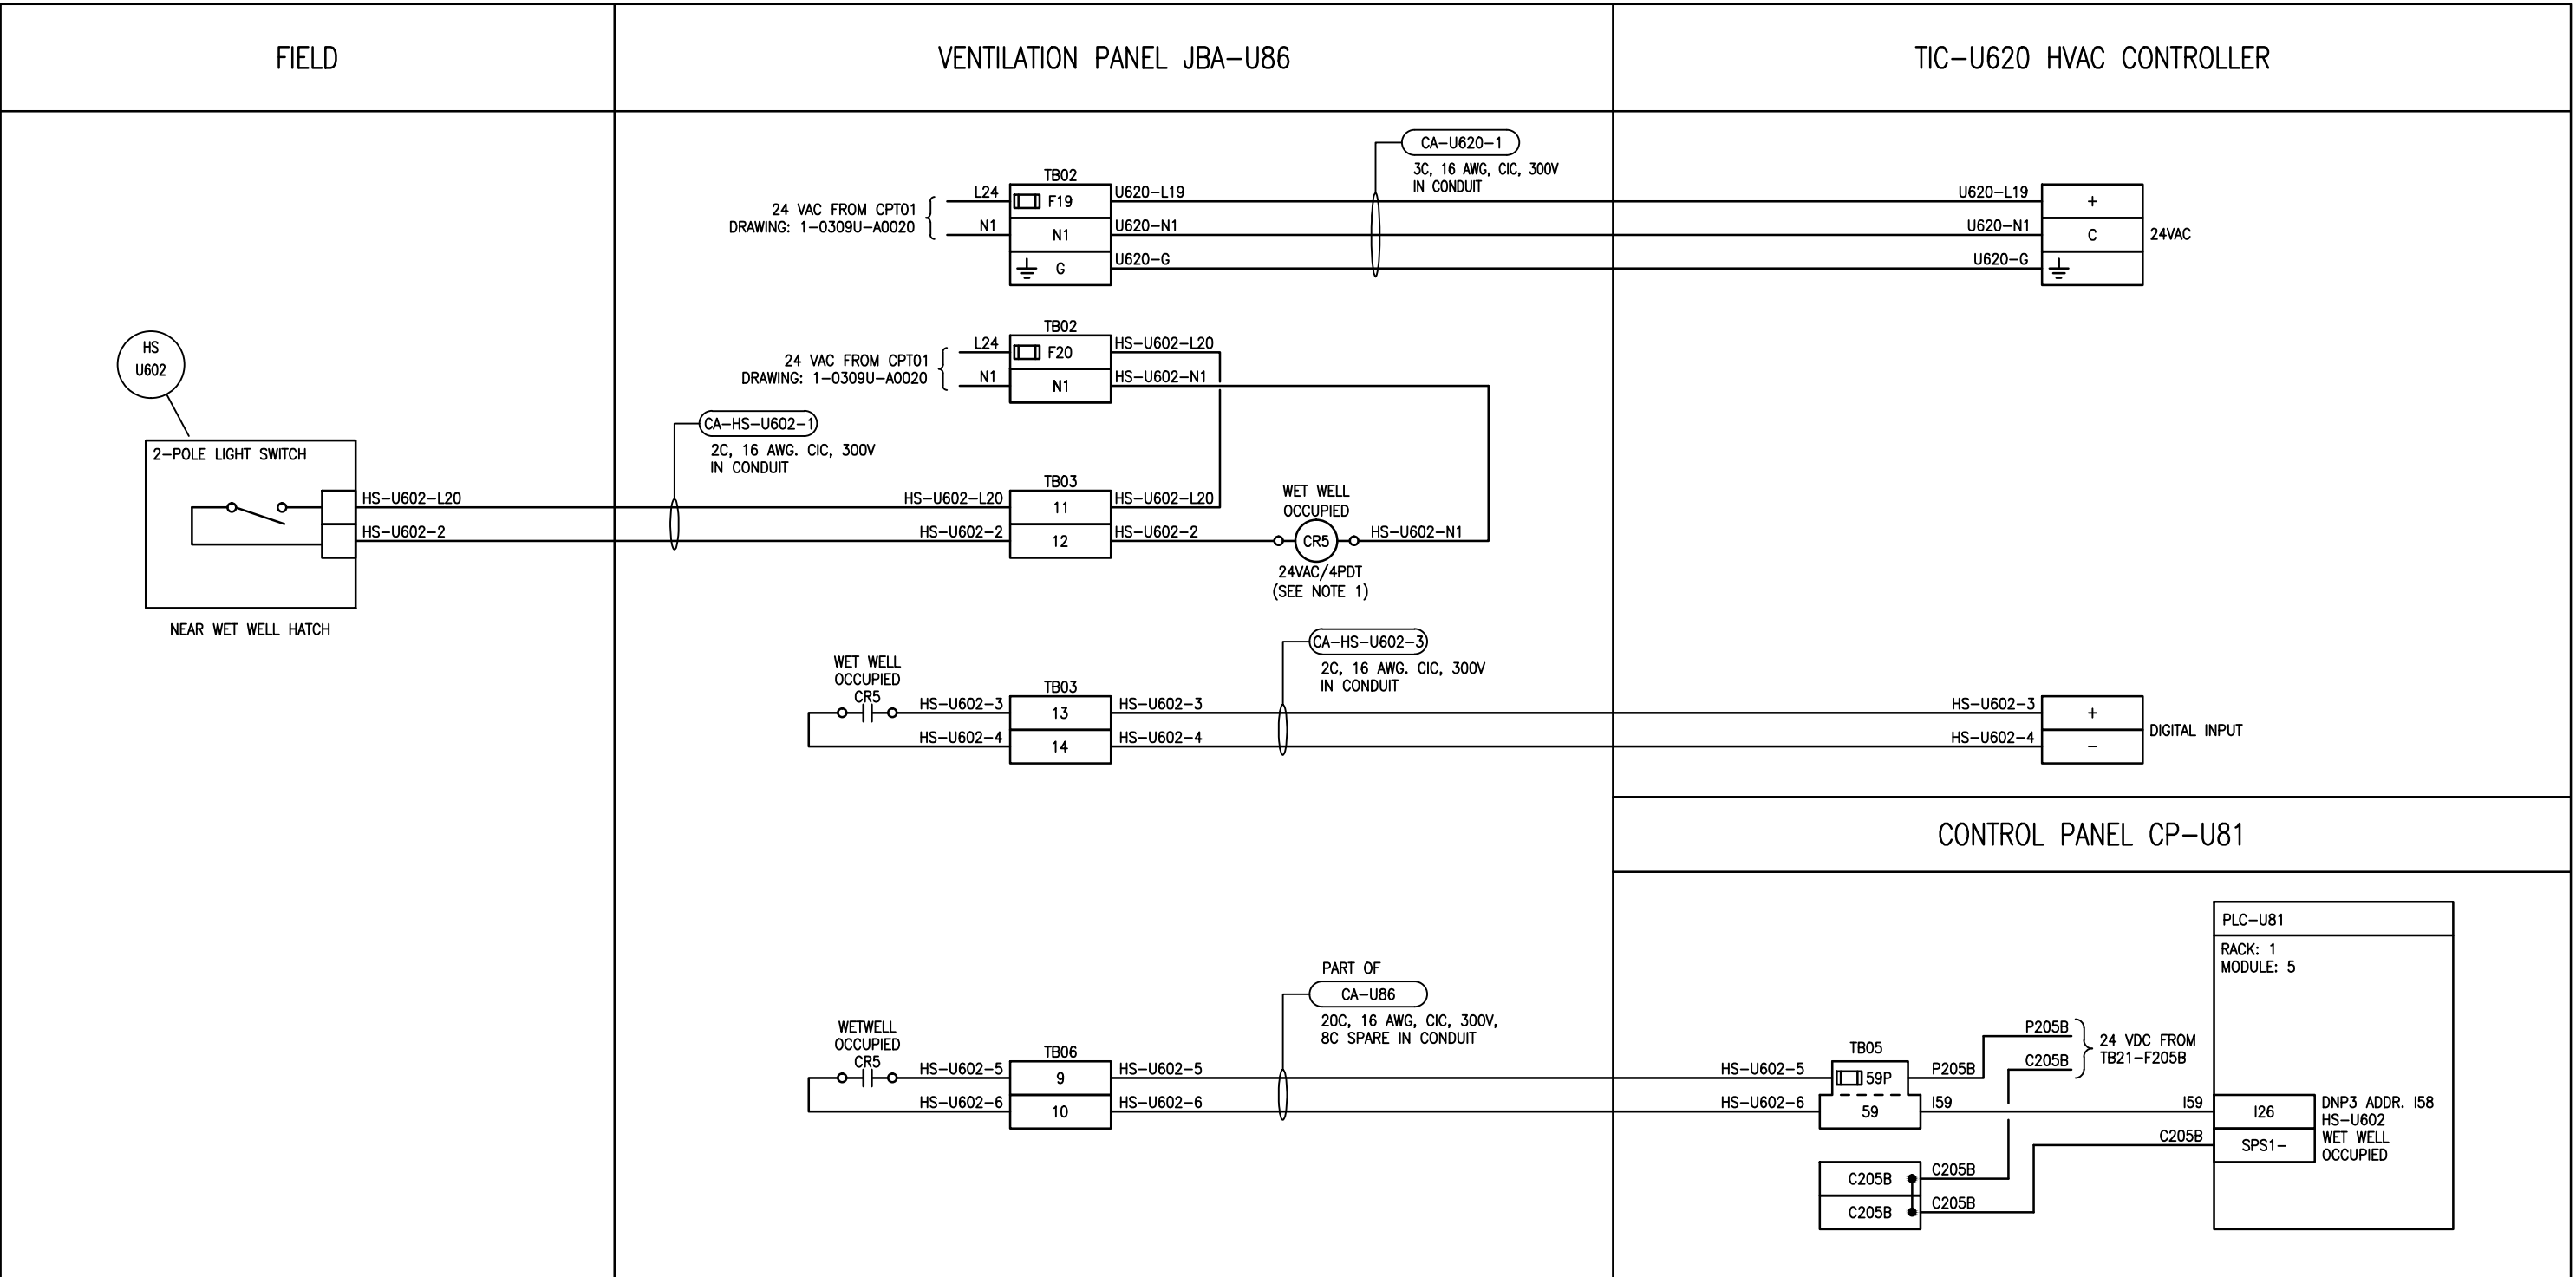 FIELD
VENTILATION PANEL JBA-U86
TIC-U620 HVAC CONTROLLER
CA-U620-1
3C, 16 AWG, CIC, 300V
IN CONDUIT
TB02
L24
F19
U620-L19
U620-L19
+
24 VAC FROM CPT01
DRAWING: 1-0309U-A0020
N1
N1
U620-N1
U620-N1
C
24VAC
G
U620-G
U620-G
HS
U602
TB02
L24
F20
HS-U602-L20
24 VAC FROM CPT01
DRAWING: 1-0309U-A0020
N1
N1
HS-U602-N1
CA-HS-U602-1
2C, 16 AWG. CIC, 300V
IN CONDUIT
2-POLE LIGHT SWITCH
TB03
HS-U602-L20
HS-U602-L20
11
HS-U602-L20
WET WELL
OCCUPIED
HS-U602-2
HS-U602-2
12
HS-U602-2
CR5
HS-U602-N1
24VAC/4PDT
(SEE NOTE 1)
NEAR WET WELL HATCH
CA-HS-U602-3
2C, 16 AWG. CIC, 300V
IN CONDUIT
WET WELL
OCCUPIED
CR5
TB03
HS-U602-3
13
HS-U602-3
HS-U602-3
+
HS-U602-4
14
HS-U602-4
HS-U602-4
-
DIGITAL INPUT
CONTROL PANEL CP-U81
PLC-U81
RACK: 1
MODULE: 5
PART OF
CA-U86
20C, 16 AWG, CIC, 300V,
8C SPARE IN CONDUIT
WETWELL
OCCUPIED
CR5
TB06
HS-U602-5
9
HS-U602-5
HS-U602-5
TB05
59P
P205B
P205B
C205B
24 VDC FROM
TB21-F205B
HS-U602-6
10
HS-U602-6
HS-U602-6
59
I59
I59
I26
DNP3 ADDR. I58
HS-U602
WET WELL
OCCUPIED
C205B
SPS1-
C205B
C205B
C205B
C205B